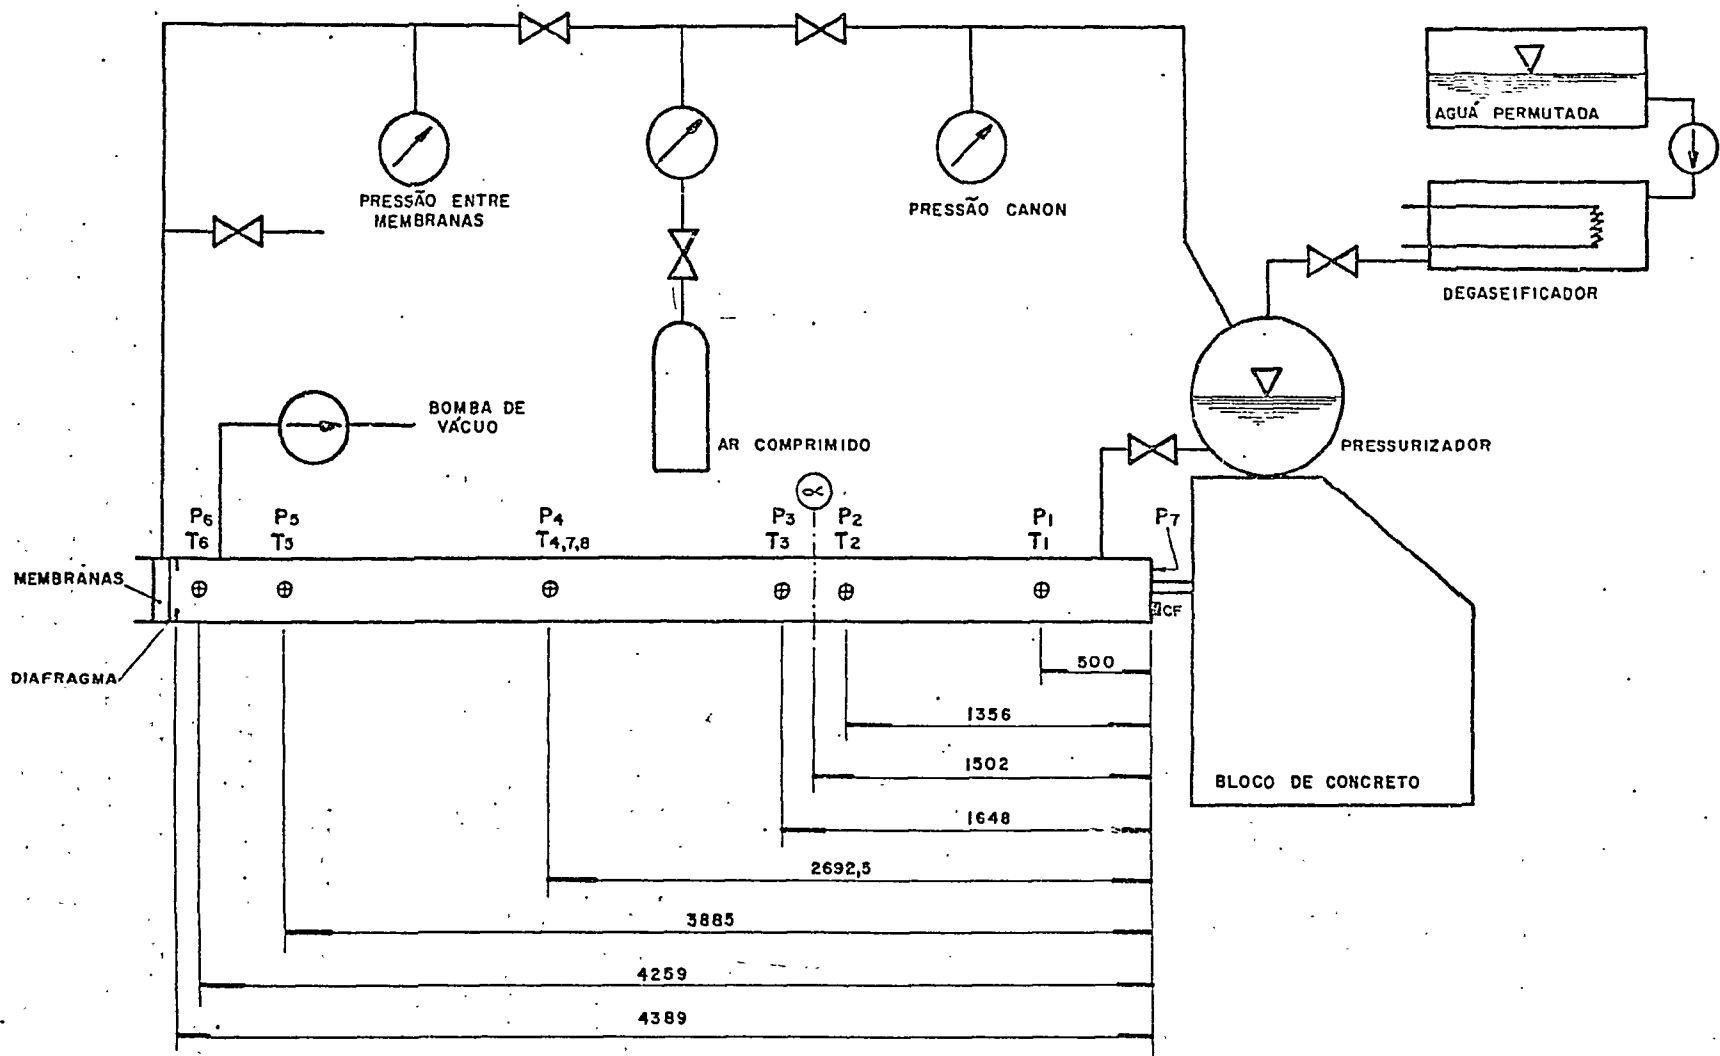 AGUÁ PERMUTADA
PRESSÃO ENTRE
MEMBRANAS
PRESSÃO CANON
DEGASEIFICADOR
BOMBA DE
VÁCUO
AR COMPRIMIDO
PRESSURIZADOR
α
P6
T6
P5
T5
P4
T4,7,8
P3
T3
P2
T2
P1
T1
P7
MEMBRANAS
CF
DIAFRAGMA
500
1356
1502
BLOCO DE CONCRETO
1648
2692,5
3885
4259
4389